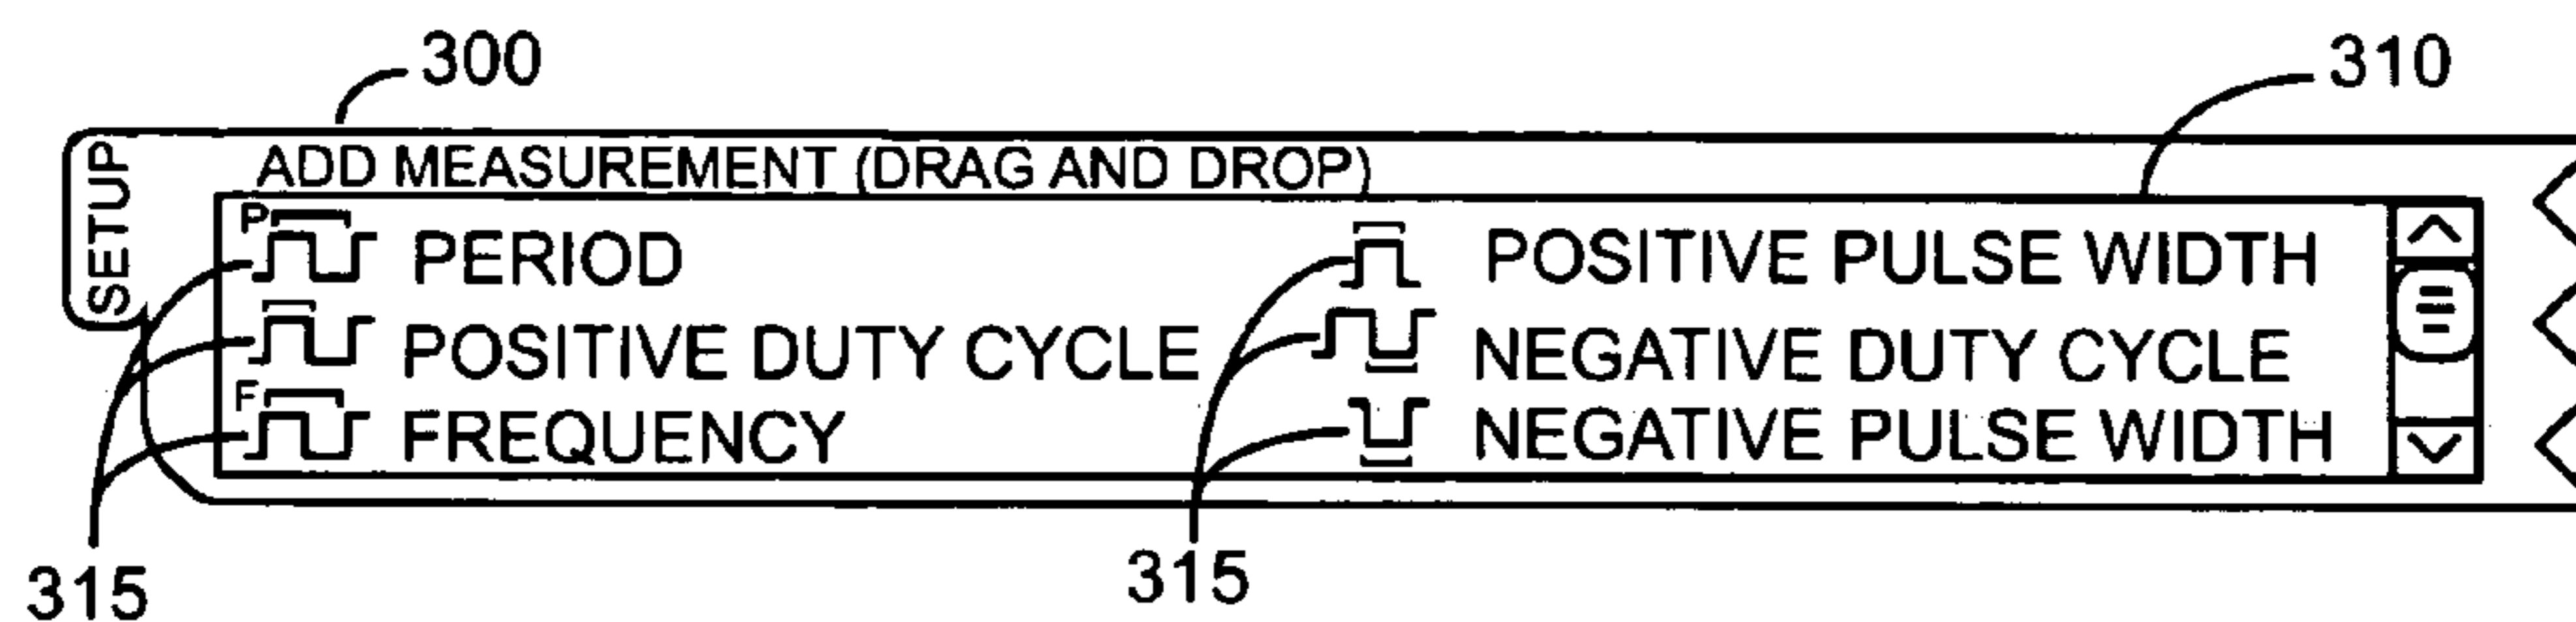 300
310
SETUP
ADD MEASUREMENT (DRAG AND DROP)
P PERIOD
POSITIVE PULSE WIDTH
POSITIVE DUTY CYCLE
NEGATIVE DUTY CYCLE
F FREQUENCY
NEGATIVE PULSE WIDTH
315
315